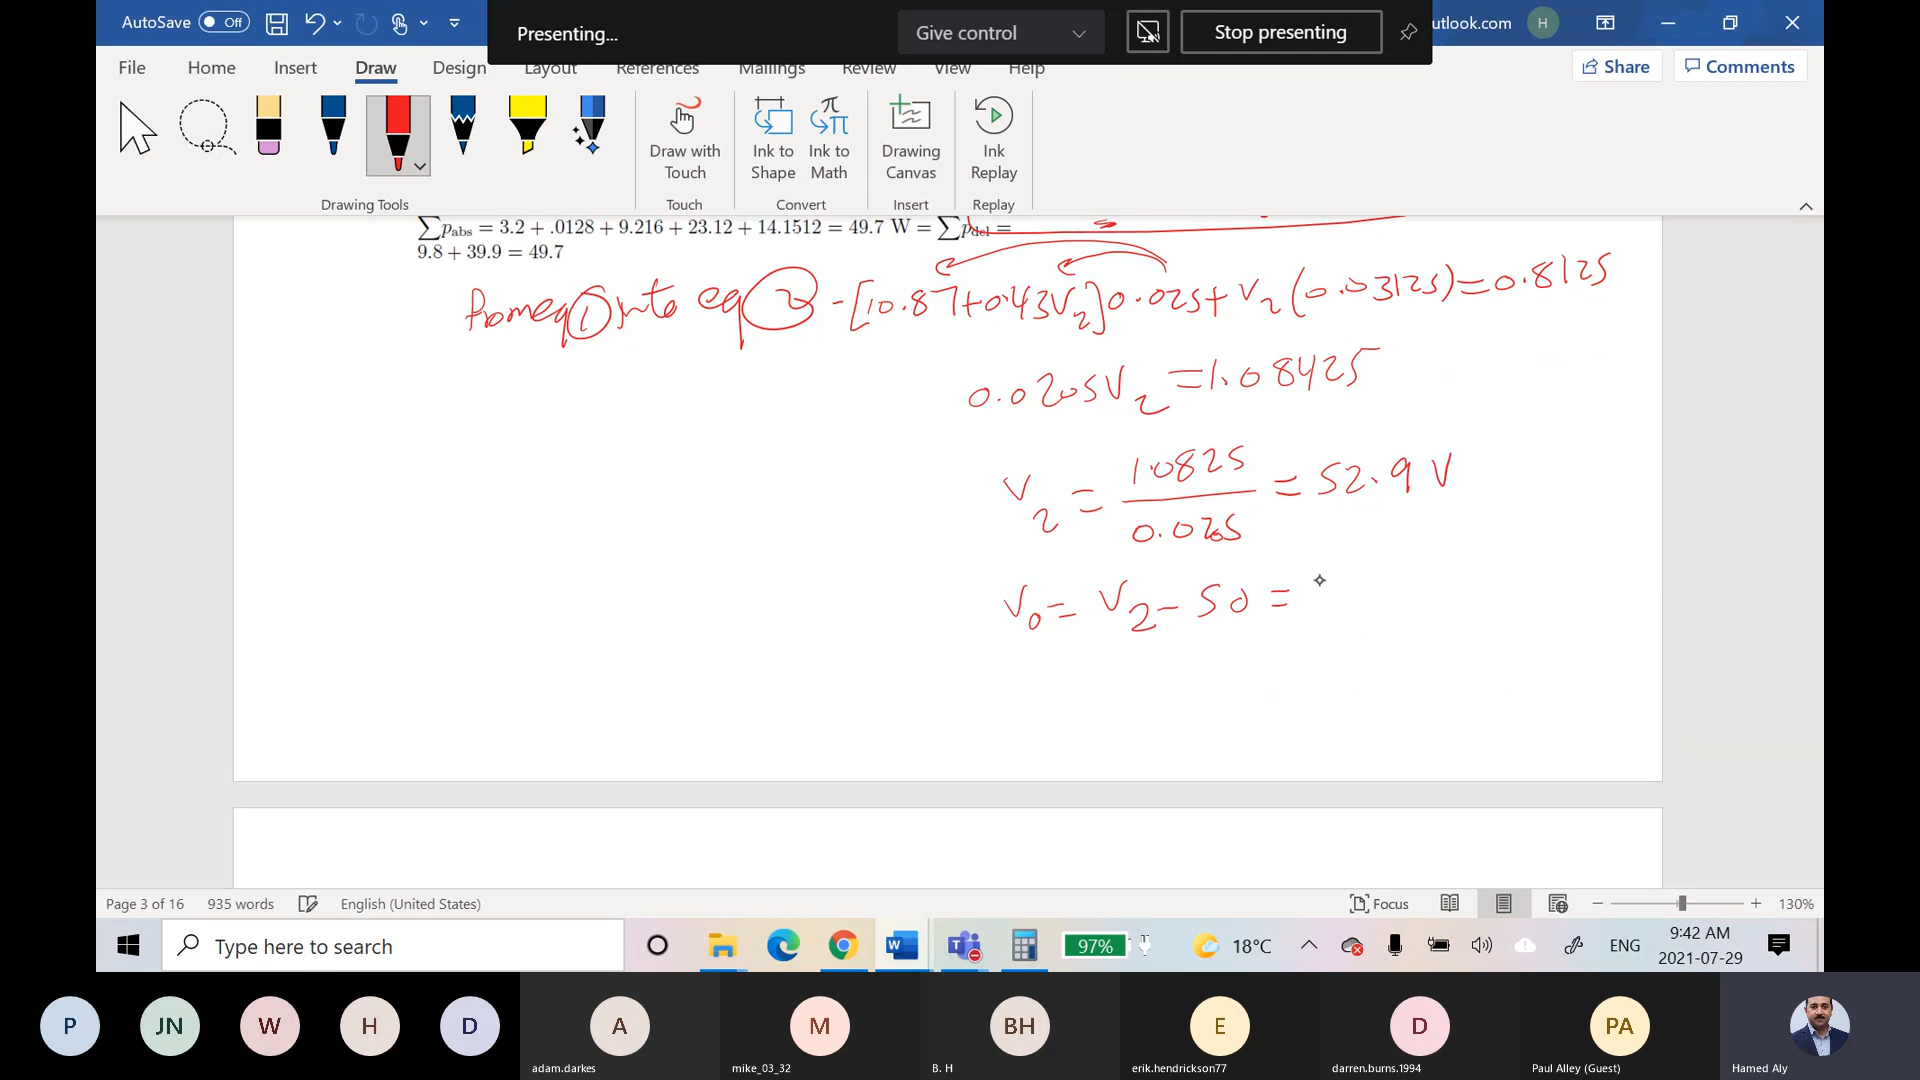 AutoSave Off
Presenting...
Give control
Stop presenting
utlook.com
H
File Home Insert Draw Design Layout References Mailings Review View Help
Share
Comments
Draw with Touch
Ink to Shape
Ink to Math
Drawing Canvas
Ink Replay
Drawing Tools
Touch
Convert
Insert
Replay
∑p_abs = 3.2 + .0128 + 9.216 + 23.12 + 14.1512 = 49.7 W = ∑p_del =
9.8 + 39.9 = 49.7
from eq ① into eq ② -[10.87+0.43V₂]0.025+V₂(0.03125)=0.8125
0.0205V₂ = 1.08425
V₂ = 1.0825 / = 52.9 V
V₀ = V₂ - 50 =
Page 3 of 16 935 words English (United States) Focus 130%
Type here to search
97%
18°C
ENG
9:42 AM
2021-07-29
P JN W H D A M BH E D PA
adam.darkes mike_03_32 B. H erik.hendrickson77 darren.burns.1994 Paul Alley (Guest) Hamed Aly